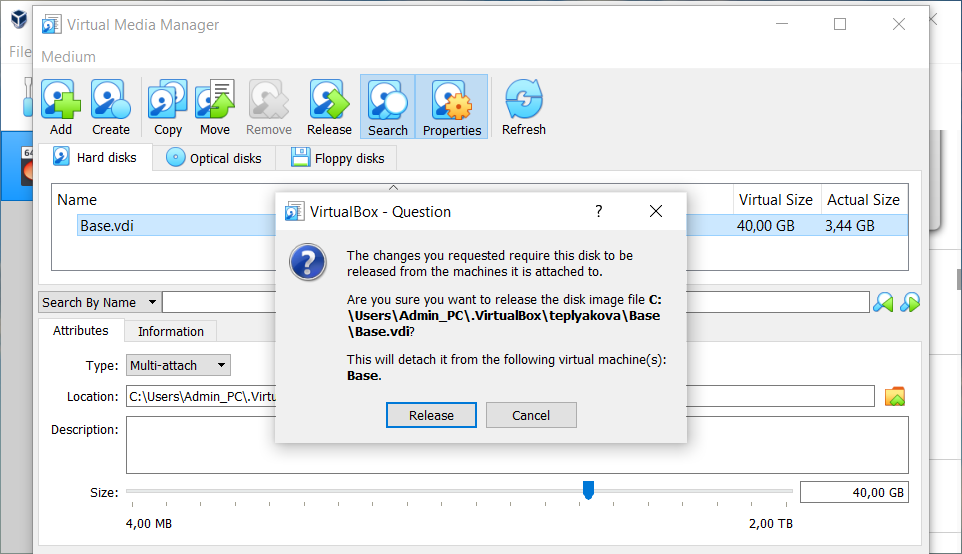 Virtual Media Manager
File
Medium
Add
Create
Copy
Move
Remove
Release
Search
Properties
Refresh
64
Hard disks
Optical disks
Floppy disks
Name
Virtual Size
Actual Size
Base.vdi
40,00 GB
3,44 GB
VirtualBox - Question
?
The changes you requested require this disk to be
released from the machines it is attached to.
Are you sure you want to release the disk image file C:
\Users\Admin_PC\.VirtualBox\teplyakova\Base
\Base.vdi?
This will detach it from the following virtual machine(s):
Base.
Release
Cancel
Search By Name
Attributes
Information
Type:
Multi-attach
Location:
C:\Users\Admin_PC\.Virtu
Description:
Size:
40,00 GB
4,00 MB
2,00 TB